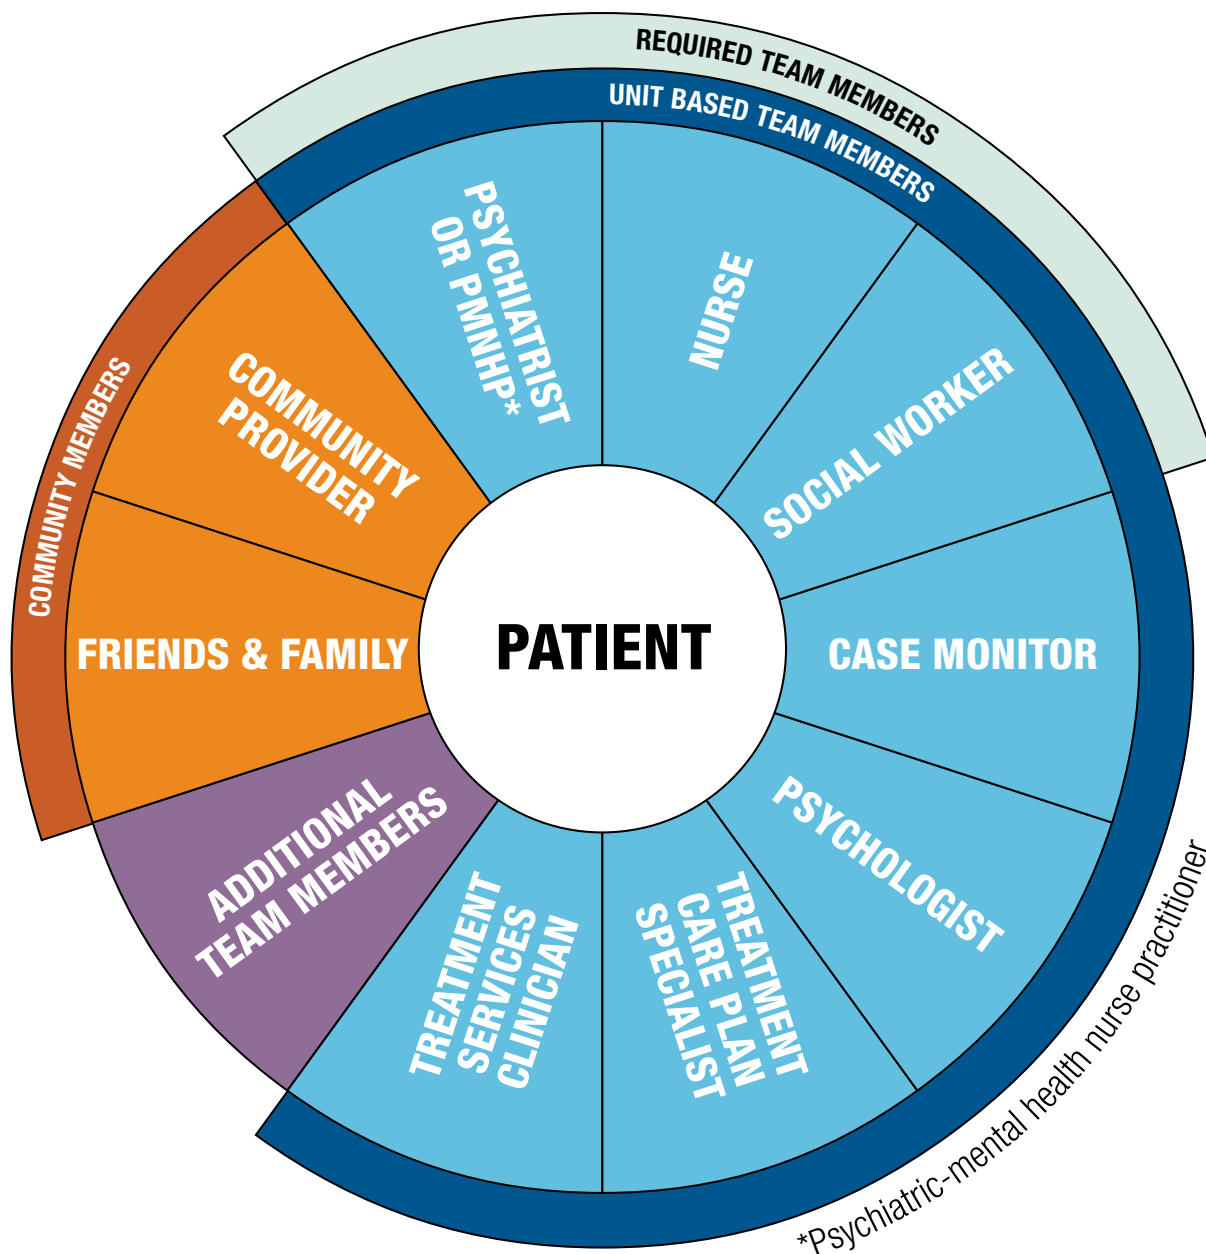 REQUIRED TEAM MEMBERS
UNIT BASED TEAM MEMBERS
PSYCHIATRIST
OR PMNHP*
NURSE
SOCIAL WORKER
CASE MONITOR
PSYCHOLOGIST
TREATMENT
CARE PLAN
SPECIALIST
TREATMENT
SERVICES
CLINICIAN
ADDITIONAL
TEAM MEMBERS
FRIENDS & FAMILY
COMMUNITY
PROVIDER
COMMUNITY MEMBERS
PATIENT
*Psychiatric-mental health nurse practitioner